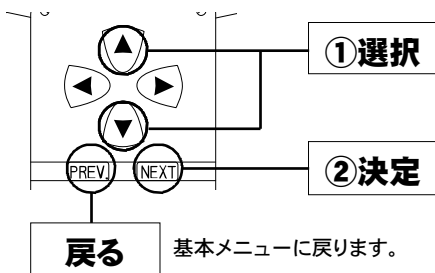 ①選択
②決定
PREV.
NEXT
戻る
基本メニューに戻ります。